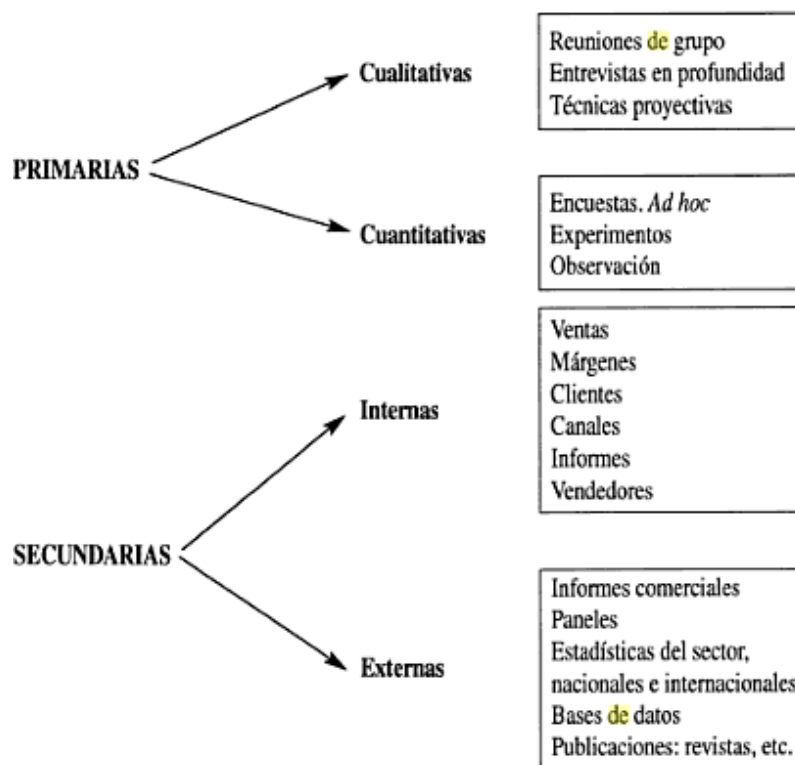 PRIMARIAS
Cualitativas
Reuniones de grupo
Entrevistas en profundidad
Técnicas proyectivas
Cuantitativas
Encuestas. Ad hoc
Experimentos
Observación
SECUNDARIAS
Internas
Ventas
Márgenes
Clientes
Canales
Informes
Vendedores
Externas
Informes comerciales
Paneles
Estadísticas del sector,
nacionales e internacionales
Bases de datos
Publicaciones: revistas, etc.